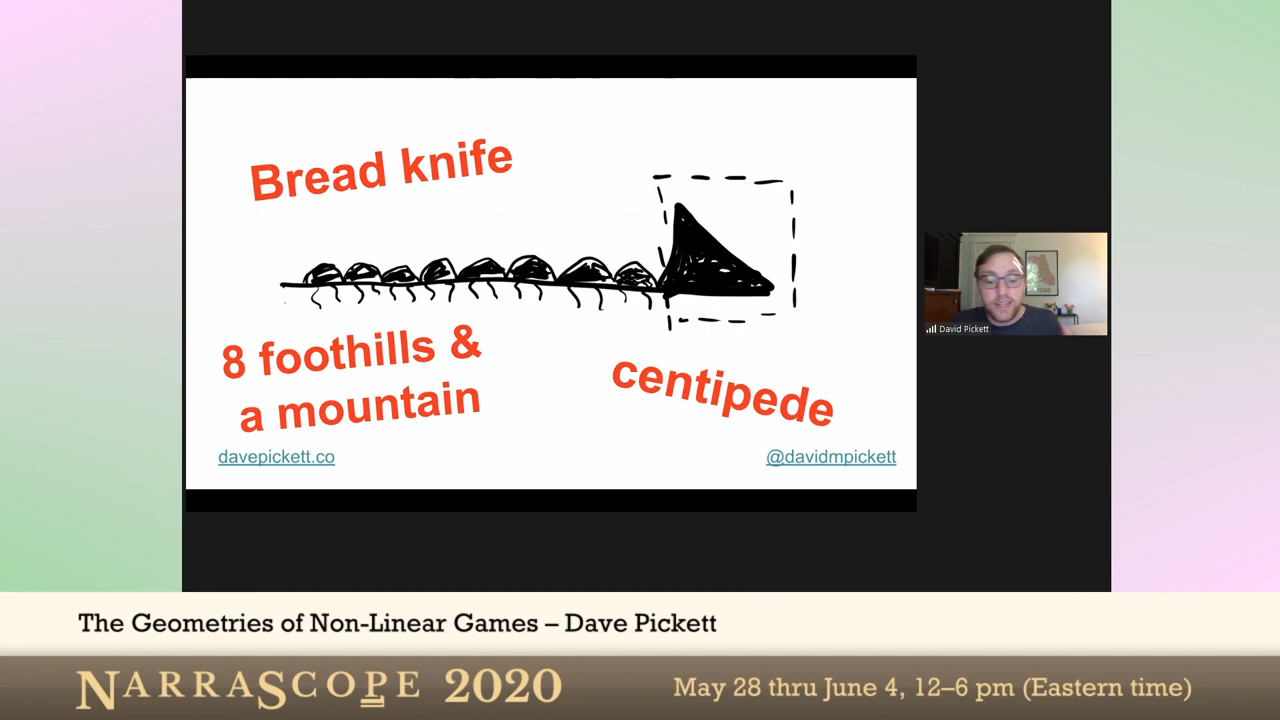 Bread knife
8 foothills &
a mountain
centipede
davepickett.co
@davidmpickett
David Pickett
The Geometries of Non-Linear Games – Dave Pickett
NARRASCOPE 2020
May 28 thru June 4, 12–6 pm (Eastern time)